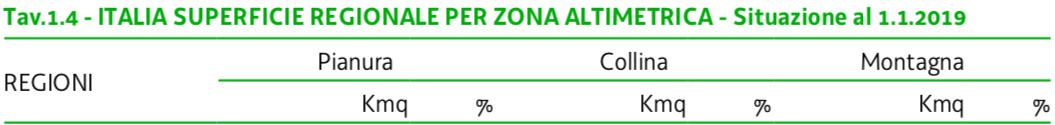 Tav.1.4 - ITALIA SUPERFICIE REGIONALE PER ZONA ALTIMETRICA - Situazione al 1.1.2019
REGIONI Pianura Collina Montagna
Kmq % Kmq % Kmq %